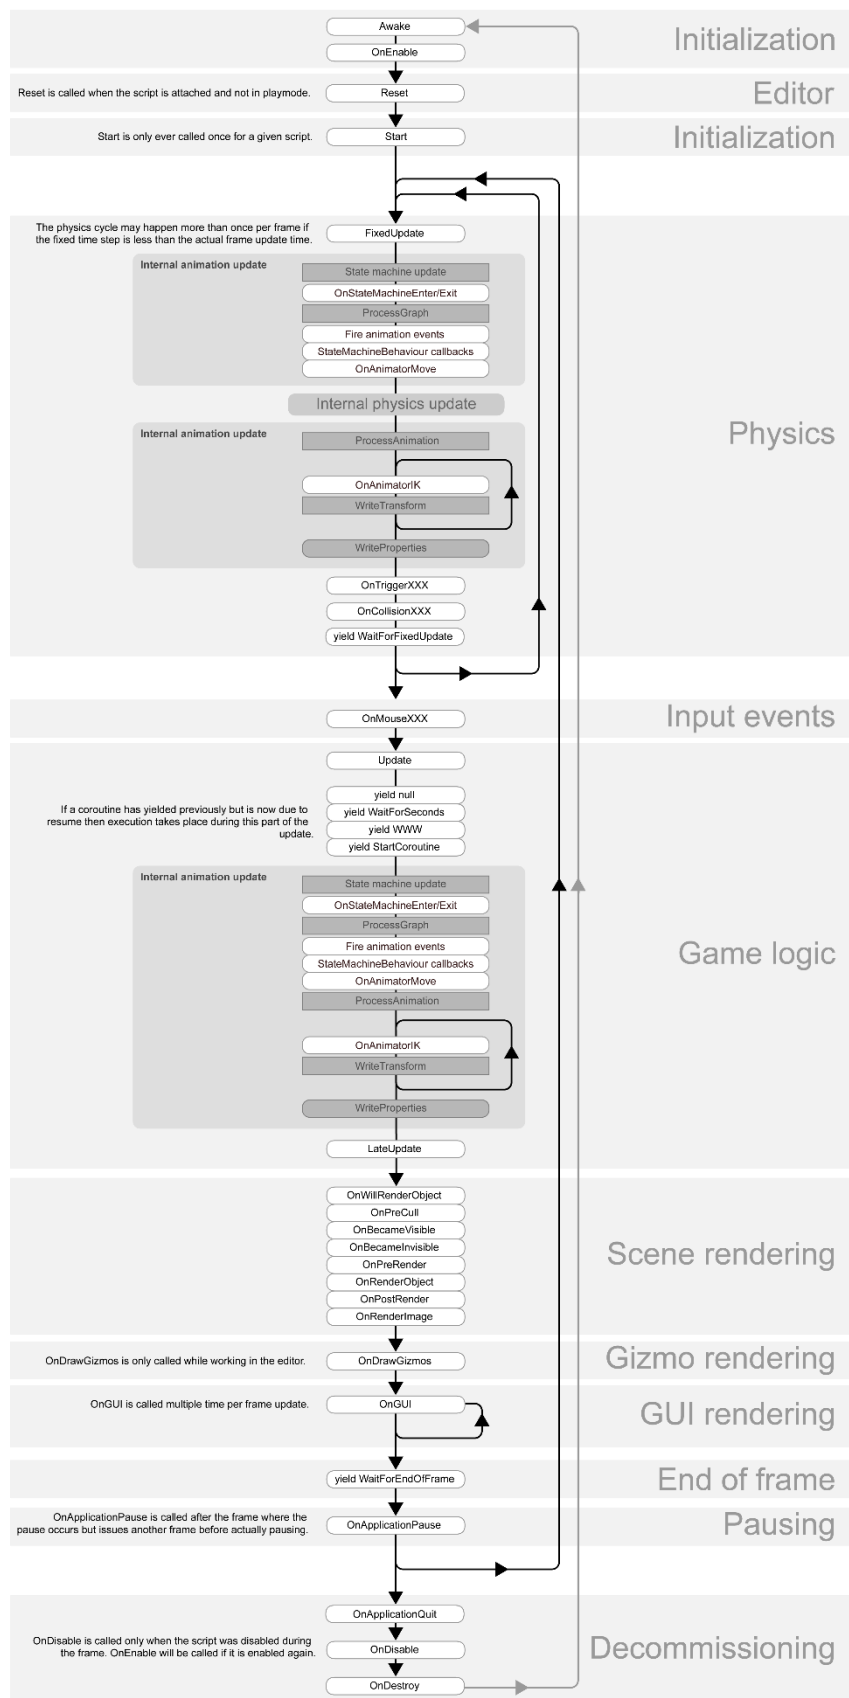 Awake
Initialization
OnEnable
Reset is called when the script is attached and not in playmode.
Reset
Editor
Start is only ever called once for a given script.
Start
Initialization
The physics cycle may happen more than once per frame if
the fixed time step is less than the actual frame update time.
FixedUpdate
Internal animation update
State machine update
OnStateMachineEnter/Exit
ProcessGraph
Fire animation events
StateMachineBehaviour callbacks
OnAnimatorMove
Internal physics update
Physics
Internal animation update
ProcessAnimation
OnAnimatorIK
WriteTransform
WriteProperties
OnTriggerXXX
OnCollisionXXX
yield WaitForFixedUpdate
OnMouseXXX
Input events
Update
yield null
If a coroutine has yielded previously but is now due to
resume then execution takes place during this part of the
update.
yield WaitForSeconds
yield WWW
yield StartCoroutine
Internal animation update
State machine update
OnStateMachineEnter/Exit
ProcessGraph
Fire animation events
Game logic
StateMachineBehaviour callbacks
OnAnimatorMove
ProcessAnimation
OnAnimatorIK
WriteTransform
WriteProperties
LateUpdate
OnWillRenderObject
OnPreCull
OnBecameVisible
OnBecameInvisible
Scene rendering
OnPreRender
OnRenderObject
OnPostRender
OnRenderImage
OnDrawGizmos is only called while working in the editor.
OnDrawGizmos
Gizmo rendering
OnGUI is called multiple time per frame update.
OnGUI
GUI rendering
yield WaitForEndOfFrame
End of frame
OnApplicationPause is called after the frame where the
pause occurs but issues another frame before actually pausing.
OnApplicationPause
Pausing
OnApplicationQuit
OnDisable is called only when the script was disabled during
the frame. OnEnable will be called if it is enabled again.
OnDisable
Decommissioning
OnDestroy